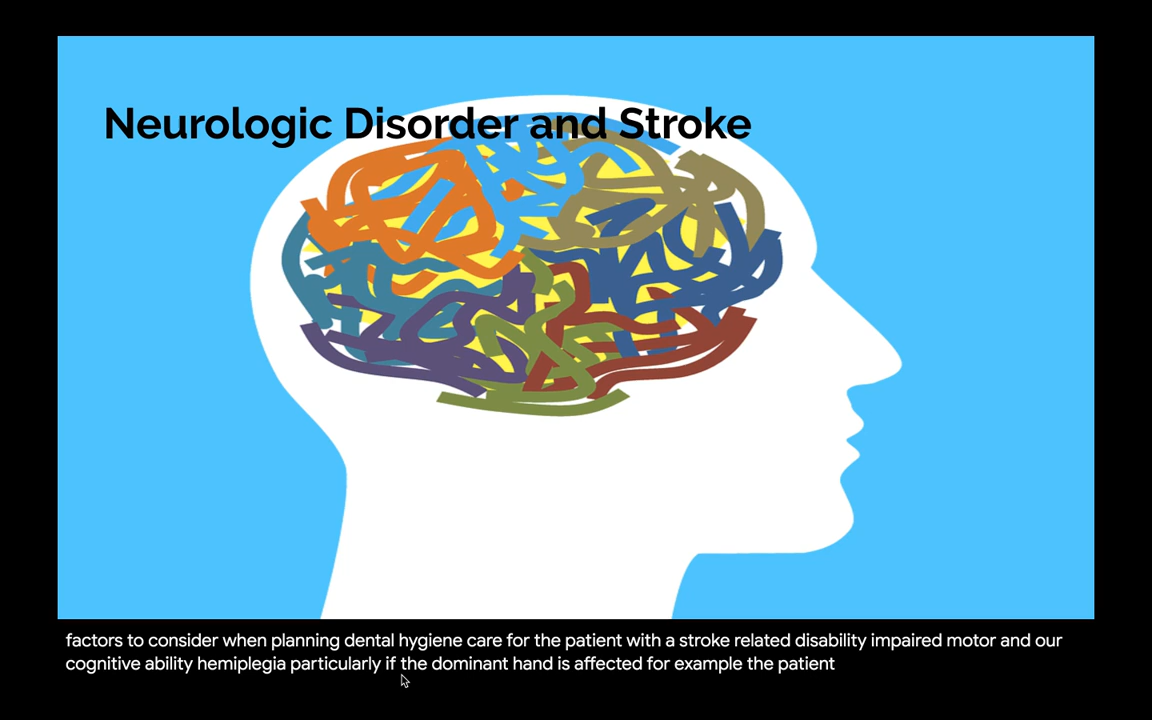 Neurologic Disorder and Stroke
factors to consider when planning dental hygiene care for the patient with a stroke related disability impaired motor and our
cognitive ability hemiplegia particularly if the dominant hand is affected for example the patient